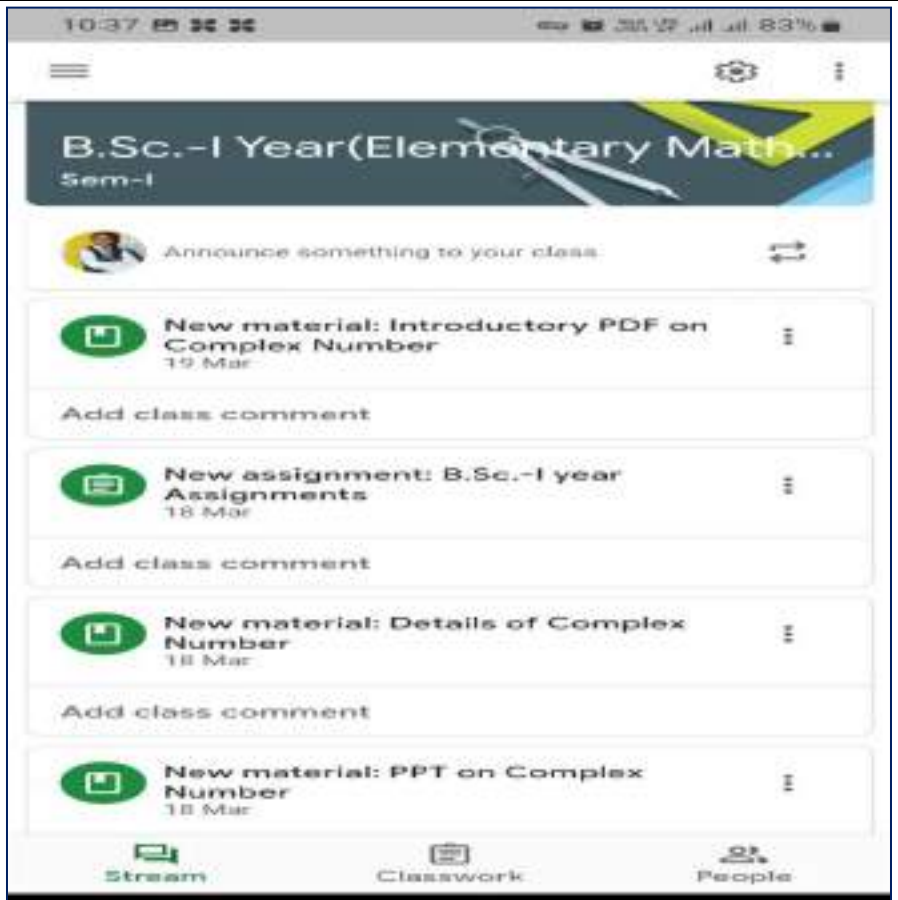 10:37 83%
B.Sc.-I Year(Elementary Math...
Sem-I
Announce something to your class
New material: Introductory PDF on
Complex Number
19 Mar
Add class comment
New assignment: B.Sc.-I year
Assignments
18 Mar
Add class comment
New material: Details of Complex
Number
18 Mar
Add class comment
New material: PPT on Complex
Number
18 Mar
Stream Classwork People